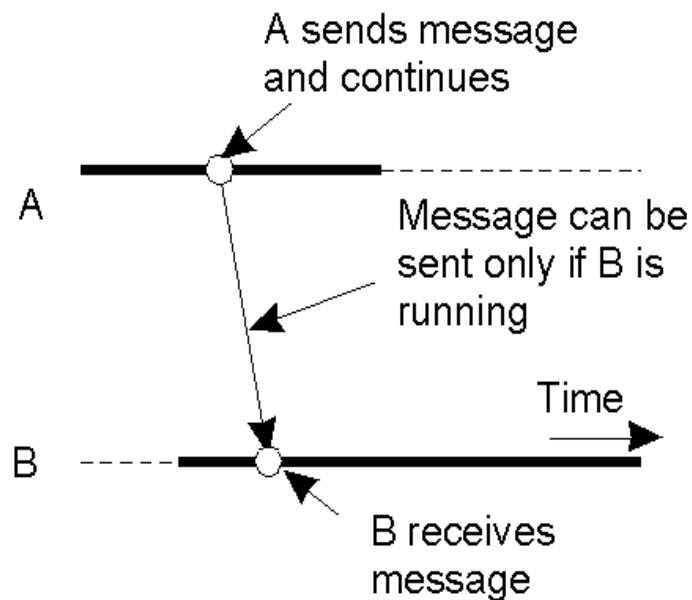 A sends message
and continues
A
Message can be
sent only if B is
running
Time
B
B receives
message